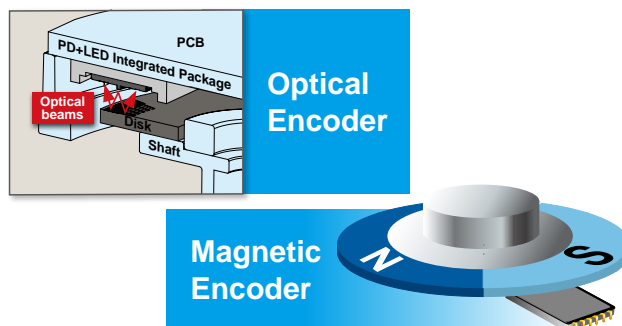 PCB
PD+LED Integrated Package
Optical
beams
Disk
Shaft
Optical
Encoder
Magnetic
Encoder
N
S